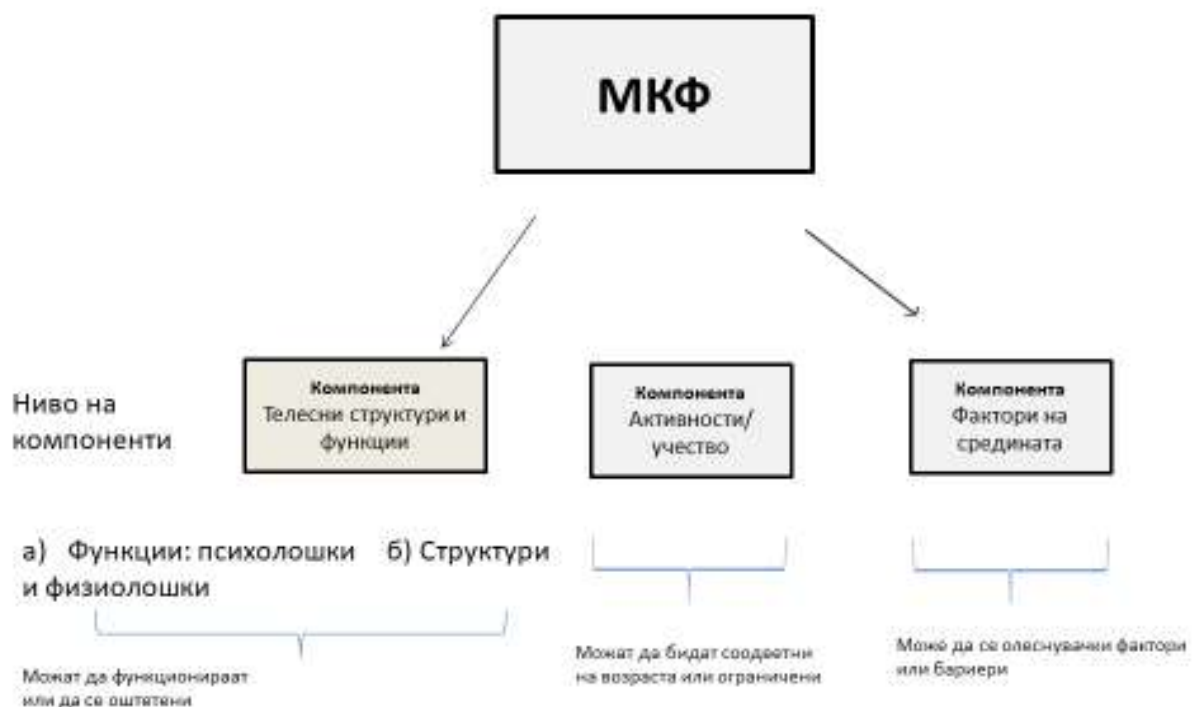 МКФ
Ниво на
компоненти
Компонента
Телесни структури и
функции
Компонента
Активности/
учество
Компонента
Фактори на
средината
а) Функции: психолошки б) Структури
и физиолошки
Можат да функционираат
или да се оштетени
Можат да бидат соодветни
на возраста или ограничени
Може да се олеснувачки фактори
или бариери